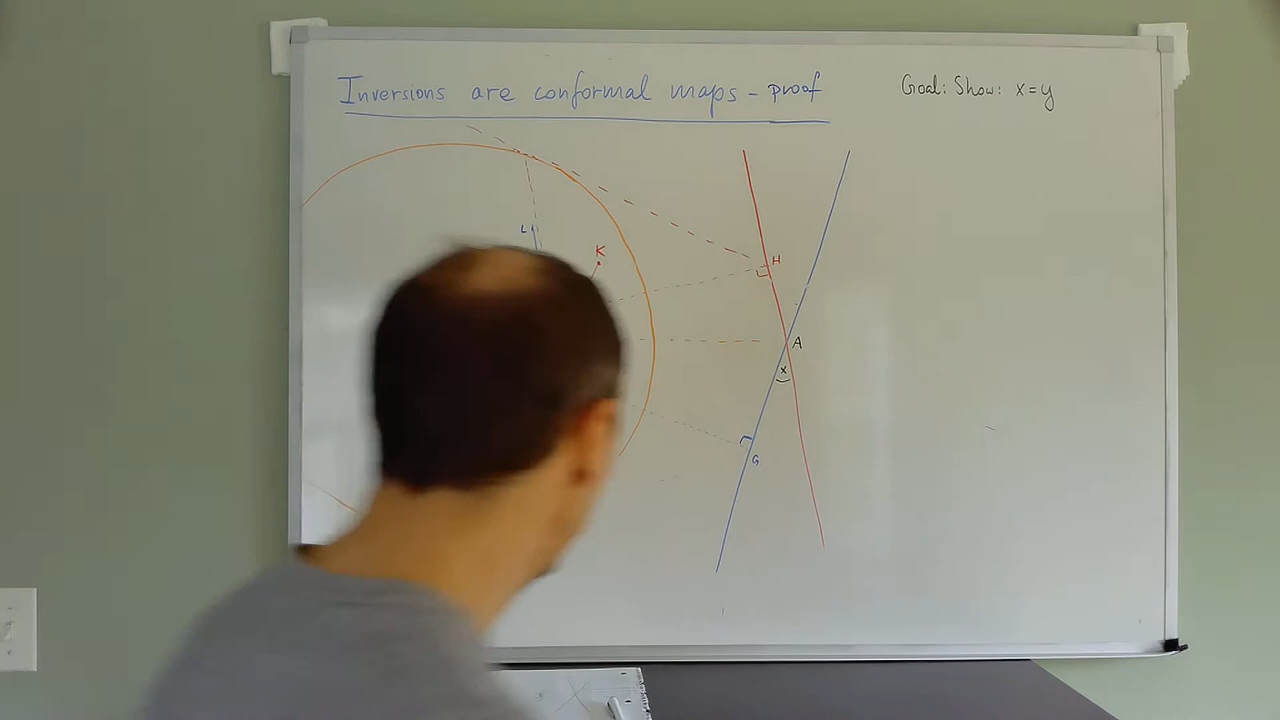 Inversions are conformal maps - proof
Goal: Show: x=y
L
K
H
A
x
G